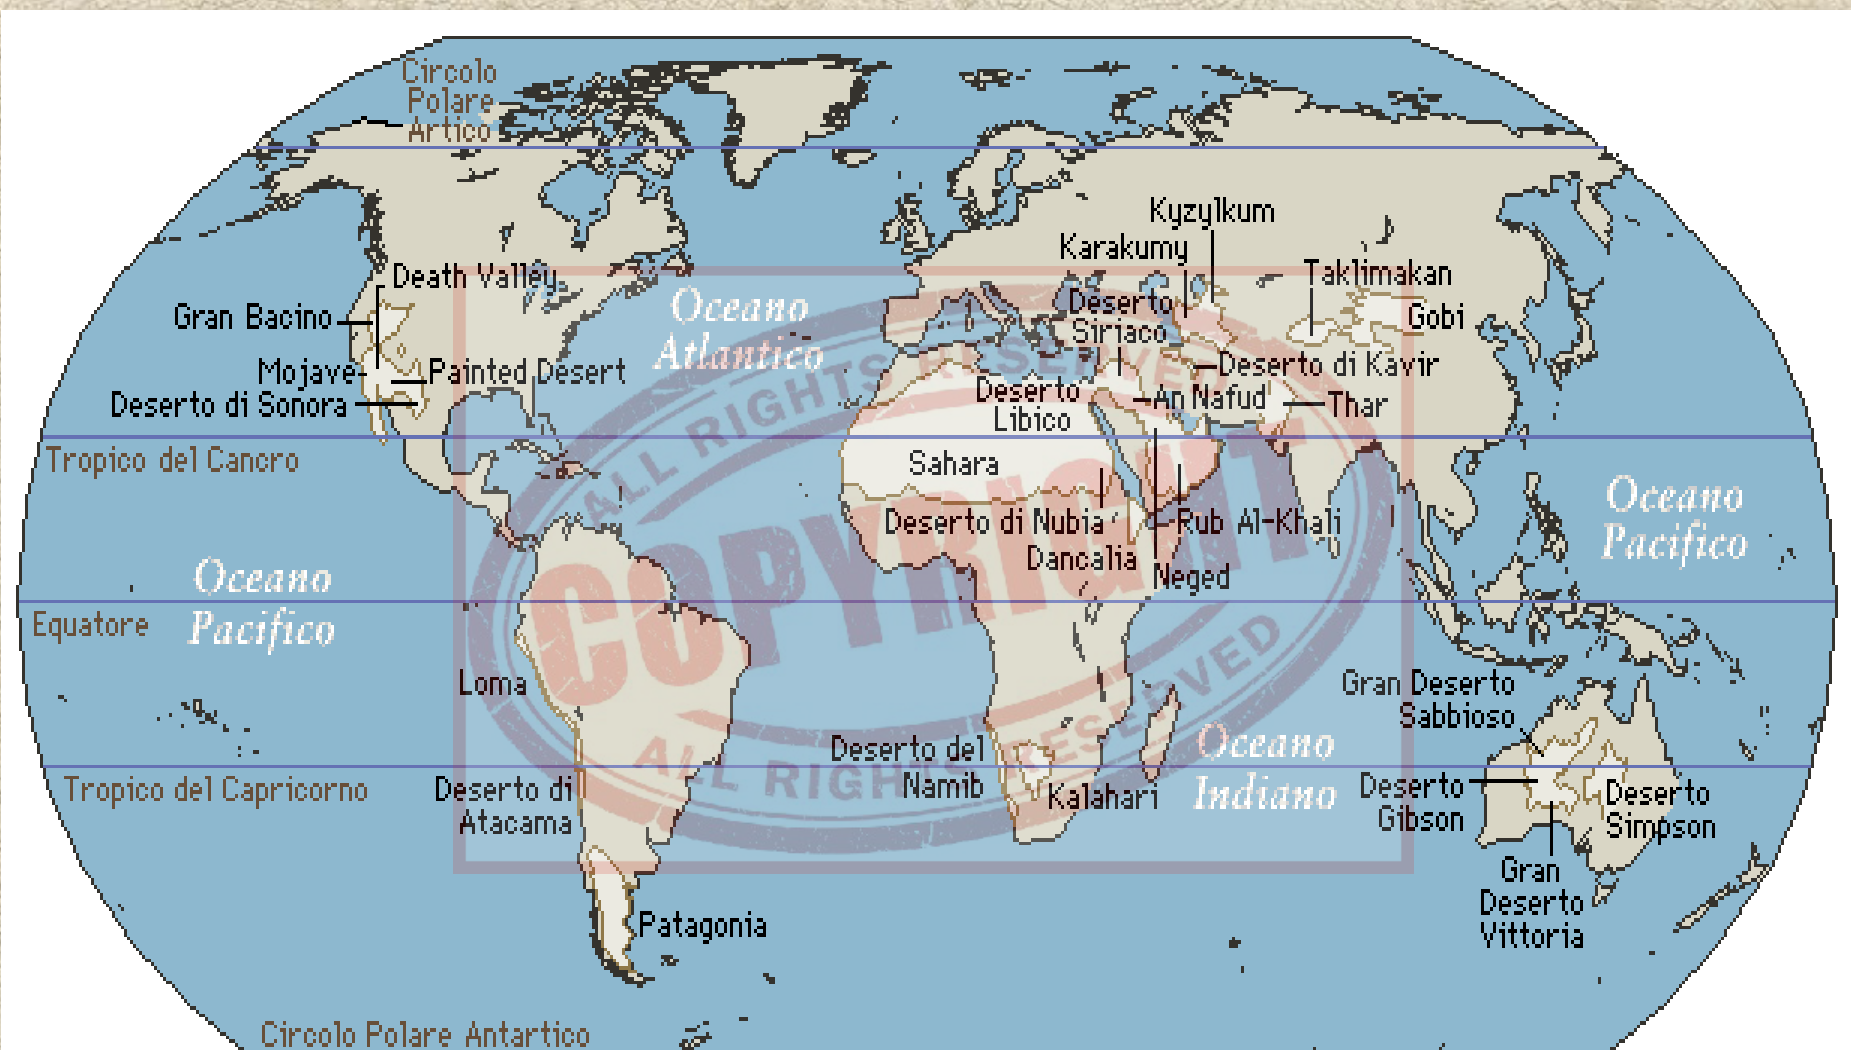 Circolo
Polare
Artico
Kyzylkum
Karakumy
Death Valley
Taklimakan
Oceano
Atlantico
Deserto
Siriaco
Gran Bacino
Gobi
Mojave
Painted Desert
Deserto di Kavir
Deserto di Sonora
Deserto
Libico
An Nafud
Thar
Tropico del Cancro
Sahara
Oceano
Pacifico
Deserto di Nubia
Rub Al-Khali
Dancalia
Neged
Oceano
Pacifico
Equatore
Loma
Gran Deserto
Sabbioso
Deserto del
Namib
Oceano
Indiano
Tropico del Capricorno
Deserto di
Atacama
Kalahari
Deserto
Gibson
Deserto
Simpson
Gran
Deserto
Vittoria
Patagonia
Circolo Polare Antartico
ALL RIGHTS RESERVED
COPYRIGHT
ALL RIGHTS RESERVED